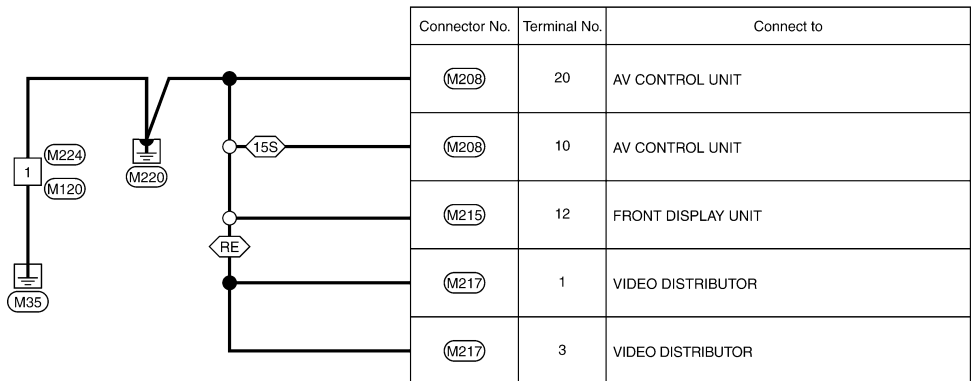 Connector No. Terminal No. Connect to
M208 20 AV CONTROL UNIT
15S M208 10 AV CONTROL UNIT
M224
1
M120
M220
M215 12 FRONT DISPLAY UNIT
RE
M35
M217 1 VIDEO DISTRIBUTOR
M217 3 VIDEO DISTRIBUTOR